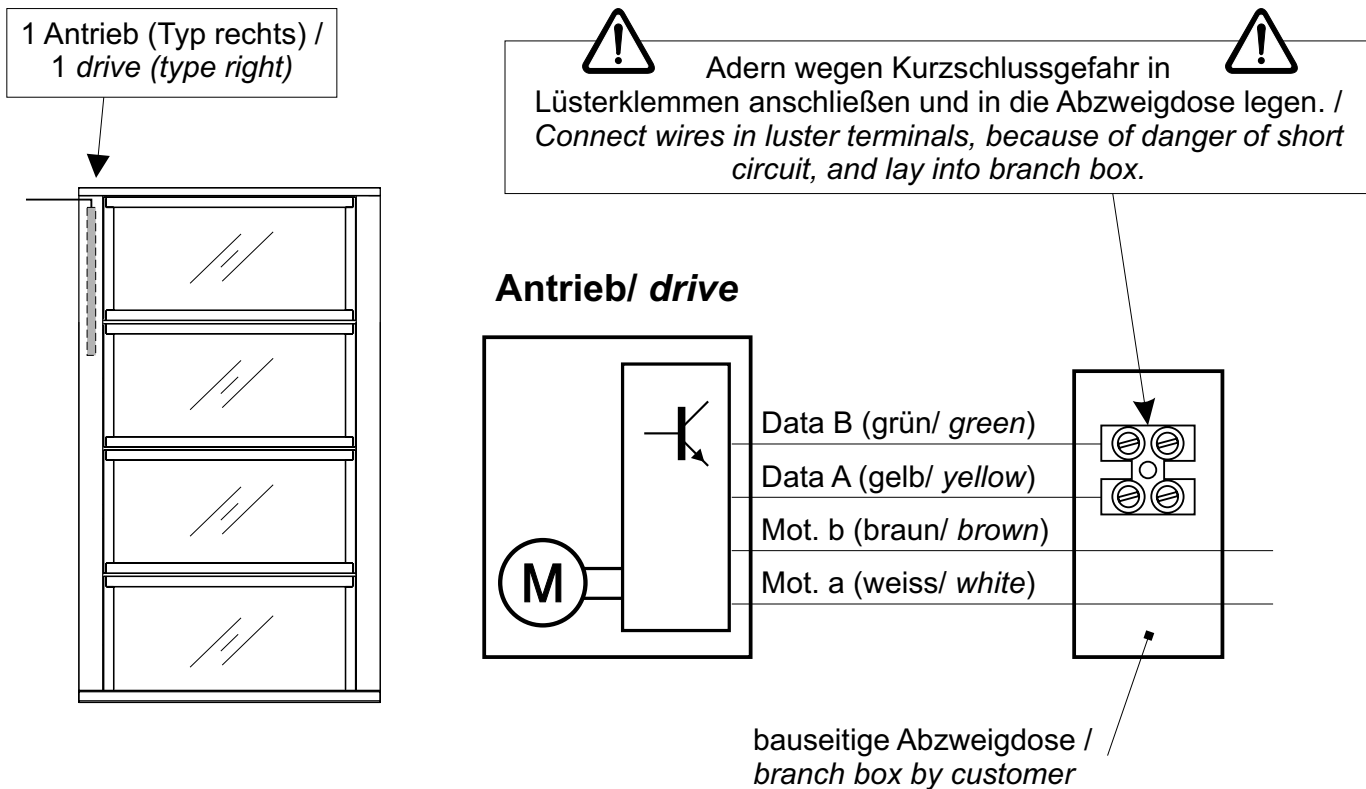 1 Antrieb (Typ rechts) /
1 drive (type right)
Adern wegen Kurzschlussgefahr in
Lüsterklemmen anschließen und in die Abzweigdose legen. /
Connect wires in luster terminals, because of danger of short
circuit, and lay into branch box.
Antrieb/ drive
Data B (grün/ green)
Data A (gelb/ yellow)
Mot. b (braun/ brown)
Mot. a (weiss/ white)
M
bauseitige Abzweigdose /
branch box by customer